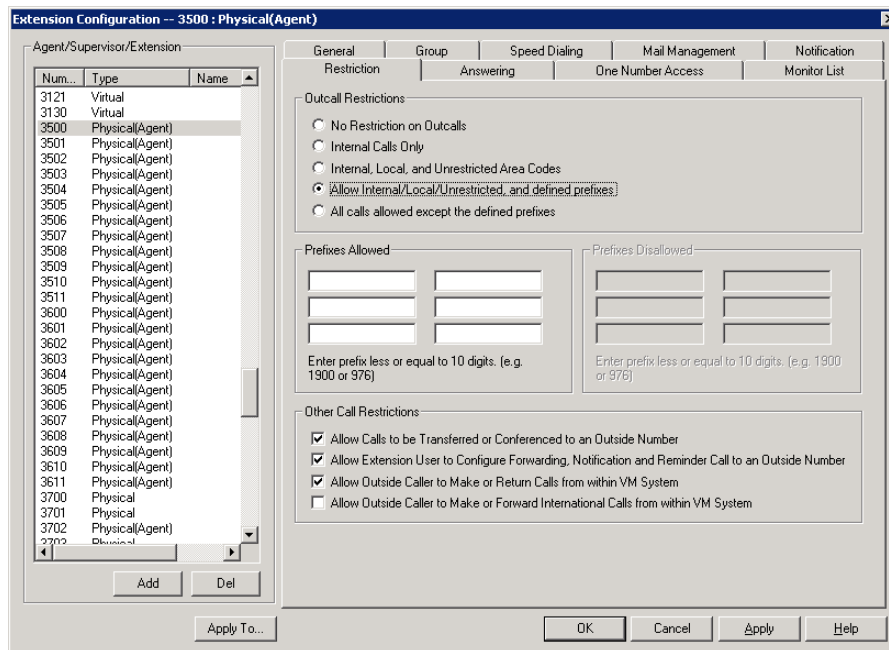 Extension Configuration -- 3500 : Physical(Agent)
Agent/Supervisor/Extension
Num... Type Name
3121 Virtual
3130 Virtual
3500 Physical(Agent)
3501 Physical(Agent)
3502 Physical(Agent)
3503 Physical(Agent)
3504 Physical(Agent)
3505 Physical(Agent)
3506 Physical(Agent)
3507 Physical(Agent)
3508 Physical(Agent)
3509 Physical(Agent)
3510 Physical(Agent)
3511 Physical(Agent)
3600 Physical(Agent)
3601 Physical(Agent)
3602 Physical(Agent)
3603 Physical(Agent)
3604 Physical(Agent)
3605 Physical(Agent)
3606 Physical(Agent)
3607 Physical(Agent)
3608 Physical(Agent)
3609 Physical(Agent)
3610 Physical(Agent)
3611 Physical(Agent)
3700 Physical
3701 Physical
3702 Physical(Agent)
3703 Physical
Add Del
Apply To...
General Group Speed Dialing Mail Management Notification
Restriction Answering One Number Access Monitor List
Outcall Restrictions
No Restriction on Outcalls
Internal Calls Only
Internal, Local, and Unrestricted Area Codes
Allow Internal/Local/Unrestricted, and defined prefixes
All calls allowed except the defined prefixes
Prefixes Allowed
Enter prefix less or equal to 10 digits. (e.g.
1900 or 976)
Prefixes Disallowed
Enter prefix less or equal to 10 digits. (e.g. 1900
or 976)
Other Call Restrictions
Allow Calls to be Transferred or Conferenced to an Outside Number
Allow Extension User to Configure Forwarding, Notification and Reminder Call to an Outside Number
Allow Outside Caller to Make or Return Calls from within VM System
Allow Outside Caller to Make or Forward International Calls from within VM System
OK Cancel Apply Help